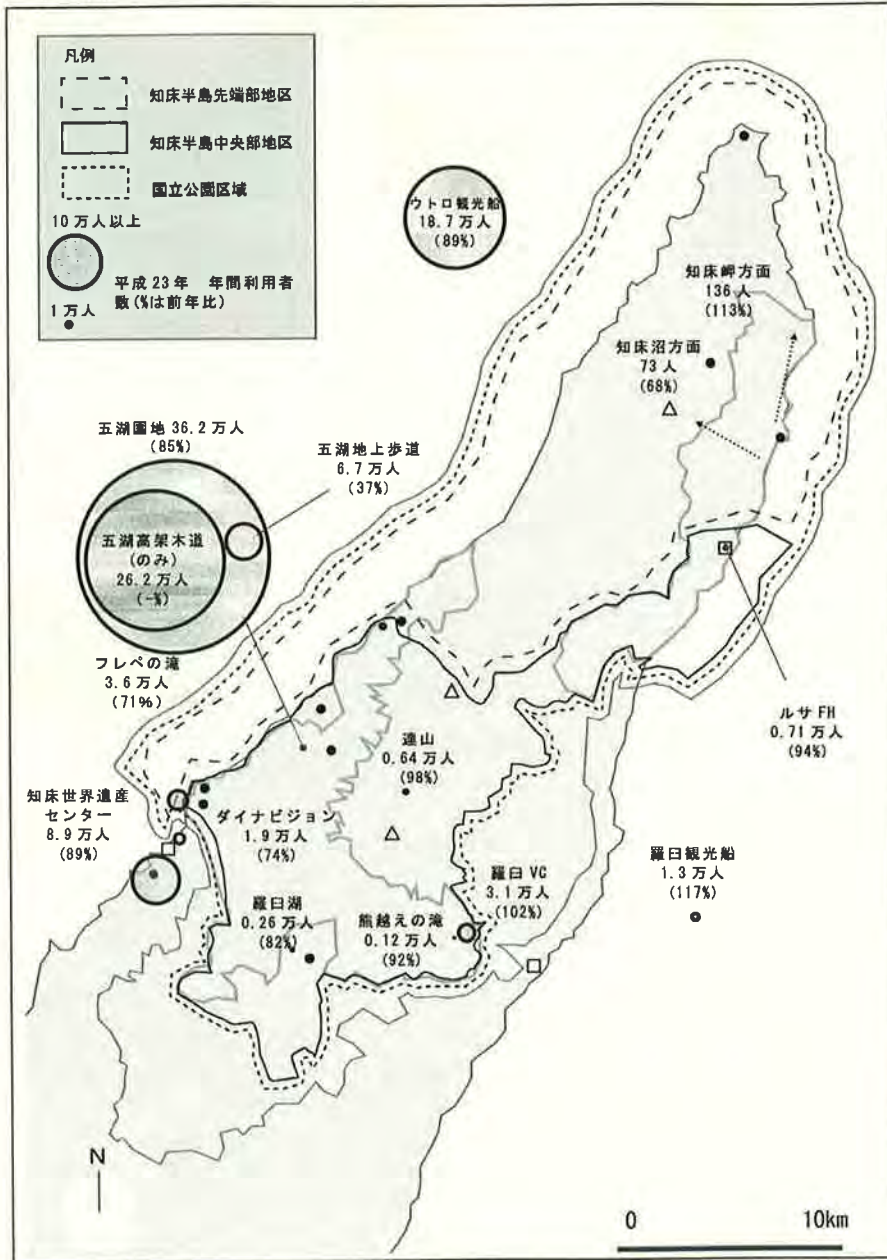 凡例
知床半島先端部地区
知床半島中央部地区
国立公園区域
10万人以上
平成23年 年間利用者
数(%は前年比)
1万人
ウトロ観光船
18.7万人
(89%)
知床岬方面
136人
(113%)
知床沼方面
73人
(68%)
五湖園地 36.2万人
(85%)
五湖地上歩道
6.7万人
(37%)
五湖高架木道
(のみ)
26.2万人
(-%)
フレペの滝
3.6万人
(71%)
ルサFH
0.71万人
(94%)
連山
0.64万人
(98%)
知床世界遺産
センター
8.9万人
(89%)
ダイナビジョン
1.9万人
(74%)
羅臼VC
3.1万人
(102%)
羅臼観光船
1.3万人
(117%)
羅臼湖
0.26万人
(82%)
熊越えの滝
0.12万人
(92%)
N
0 10km